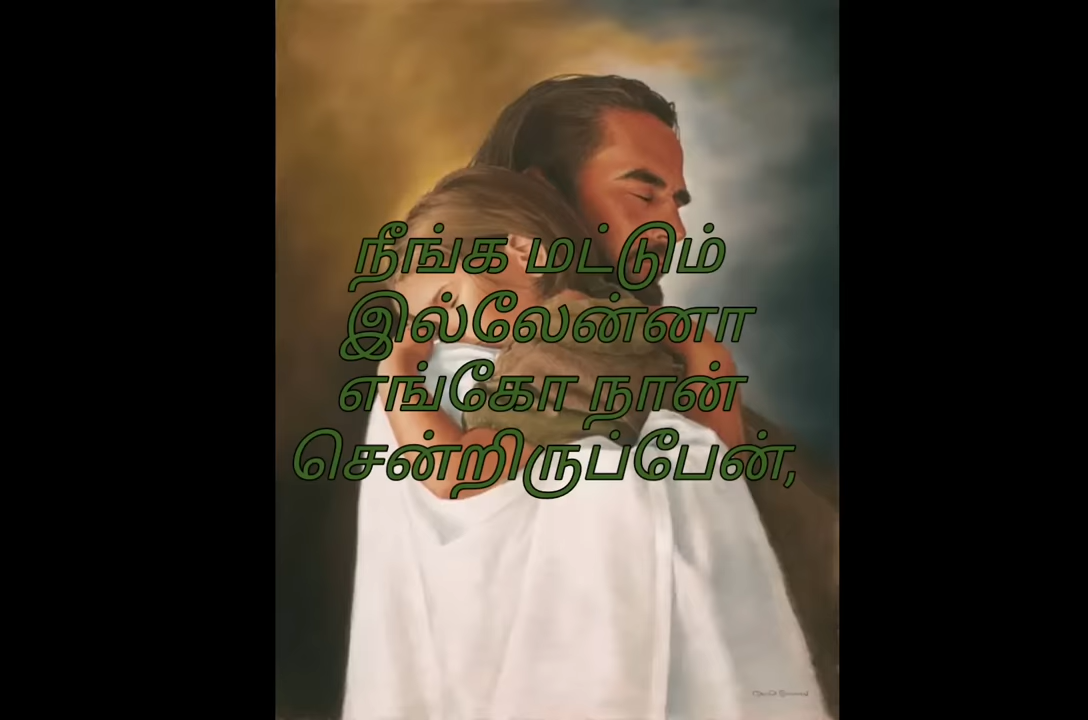 நீங்க மட்டும்
இல்லேன்னா
எங்கோ நான்
சென்றிருப்பேன்,